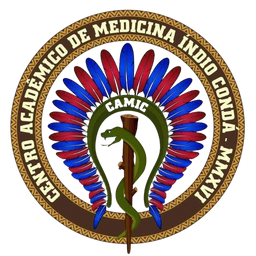 CENTRO ACADÊMICO DE MEDICINA ÍNDIO CONDÁ · MMXVI
CAMIC